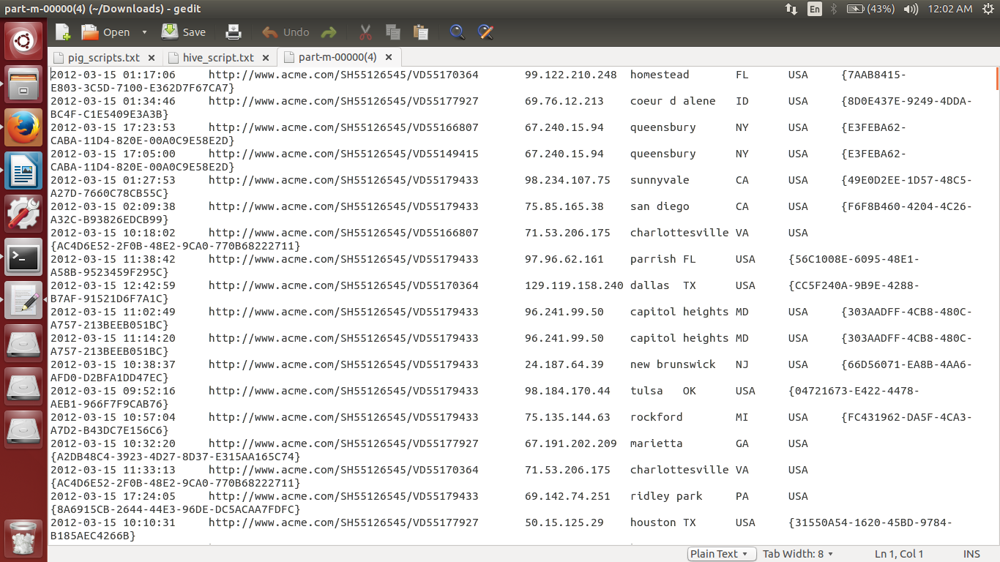 part-m-00000(4) (~/Downloads) - gedit En (43%) 12:02 AM
Open Save Undo
pig_scripts.txt × hive_script.txt × part-m-00000(4) ×
2012-03-15 01:17:06 http://www.acme.com/SH55126545/VD55170364 99.122.210.248 homestead FL USA {7AAB8415-
E803-3C5D-7100-E362D7F67CA7}
2012-03-15 01:34:46 http://www.acme.com/SH55126545/VD55177927 69.76.12.213 coeur d alene ID USA {8D0E437E-9249-4DDA-
BC4F-C1E5409E3A3B}
2012-03-15 17:23:53 http://www.acme.com/SH55126545/VD55166807 67.240.15.94 queensbury NY USA {E3FEBA62-
CABA-11D4-820E-00A0C9E58E2D}
2012-03-15 17:05:00 http://www.acme.com/SH55126545/VD55149415 67.240.15.94 queensbury NY USA {E3FEBA62-
CABA-11D4-820E-00A0C9E58E2D}
2012-03-15 01:27:53 http://www.acme.com/SH55126545/VD55179433 98.234.107.75 sunnyvale CA USA {49E0D2EE-1D57-48C5-
A27D-7660C78CB55C}
2012-03-15 02:09:38 http://www.acme.com/SH55126545/VD55179433 75.85.165.38 san diego CA USA {F6F8B460-4204-4C26-
A32C-B93826EDCB99}
2012-03-15 10:18:02 http://www.acme.com/SH55126545/VD55166807 71.53.206.175 charlottesville VA USA
{AC4D6E52-2F0B-48E2-9CA0-770B68222711}
2012-03-15 11:38:42 http://www.acme.com/SH55126545/VD55179433 97.96.62.161 parrish FL USA {56C1008E-6095-48E1-
A58B-9523459F295C}
2012-03-15 12:42:59 http://www.acme.com/SH55126545/VD55170364 129.119.158.240 dallas TX USA {CC5F240A-9B9E-4288-
B7AF-91521D6F7A1C}
2012-03-15 11:02:49 http://www.acme.com/SH55126545/VD55179433 96.241.99.50 capitol heights MD USA {303AADFF-4CB8-480C-
A757-213BEEB051BC}
2012-03-15 11:14:20 http://www.acme.com/SH55126545/VD55179433 96.241.99.50 capitol heights MD USA {303AADFF-4CB8-480C-
A757-213BEEB051BC}
2012-03-15 10:38:37 http://www.acme.com/SH55126545/VD55179433 24.187.64.39 new brunswick NJ USA {66D56071-EA8B-4AA6-
AFD0-D2BFA1DD47EC}
2012-03-15 09:52:16 http://www.acme.com/SH55126545/VD55179433 98.184.170.44 tulsa OK USA {04721673-E422-4478-
AEB1-966F7F9CAB76}
2012-03-15 10:57:04 http://www.acme.com/SH55126545/VD55179433 75.135.144.63 rockford MI USA {FC431962-DA5F-4CA3-
A7D2-B43DC7E156C6}
2012-03-15 10:32:20 http://www.acme.com/SH55126545/VD55177927 67.191.202.209 marietta GA USA
{A2DB48C4-3923-4D27-8D37-E315AA165C74}
2012-03-15 11:33:13 http://www.acme.com/SH55126545/VD55170364 71.53.206.175 charlottesville VA USA
{AC4D6E52-2F0B-48E2-9CA0-770B68222711}
2012-03-15 17:24:05 http://www.acme.com/SH55126545/VD55179433 69.142.74.251 ridley park PA USA
{8A6915CB-2644-44E3-96DE-DC5ACAA7FDFC}
2012-03-15 10:10:31 http://www.acme.com/SH55126545/VD55177927 50.15.125.29 houston TX USA {31550A54-1620-45BD-9784-
B185AEC4266B}
Plain Text Tab Width: 8 Ln 1, Col 1 INS